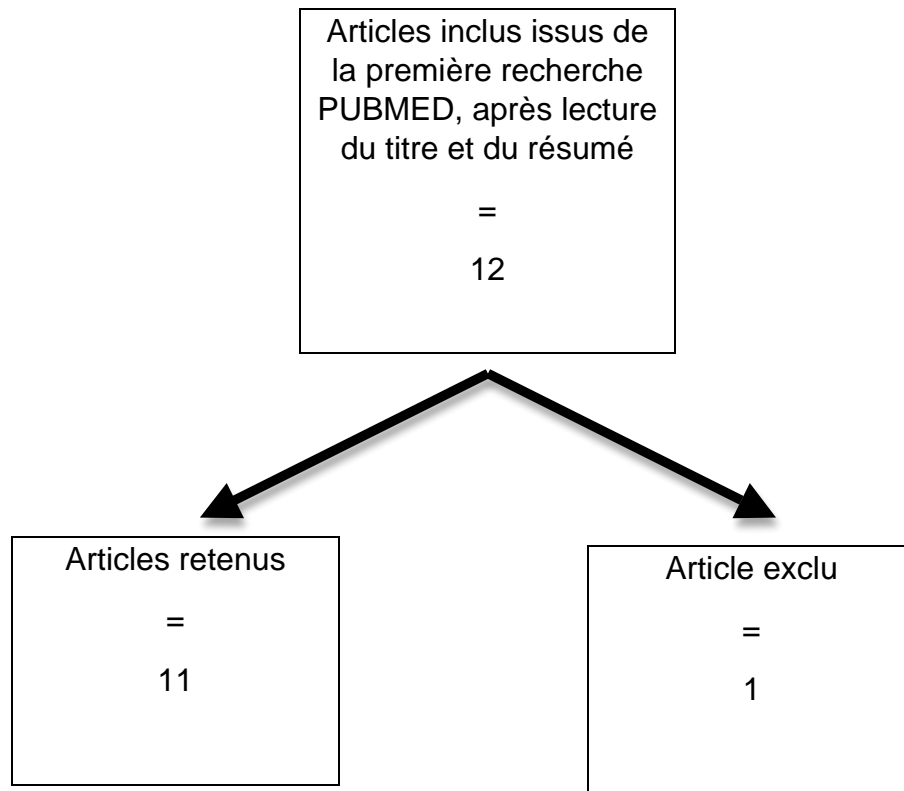 Articles inclus issus de
la première recherche
PUBMED, après lecture
du titre et du résumé
=
12
Articles retenus
=
11
Article exclu
=
1